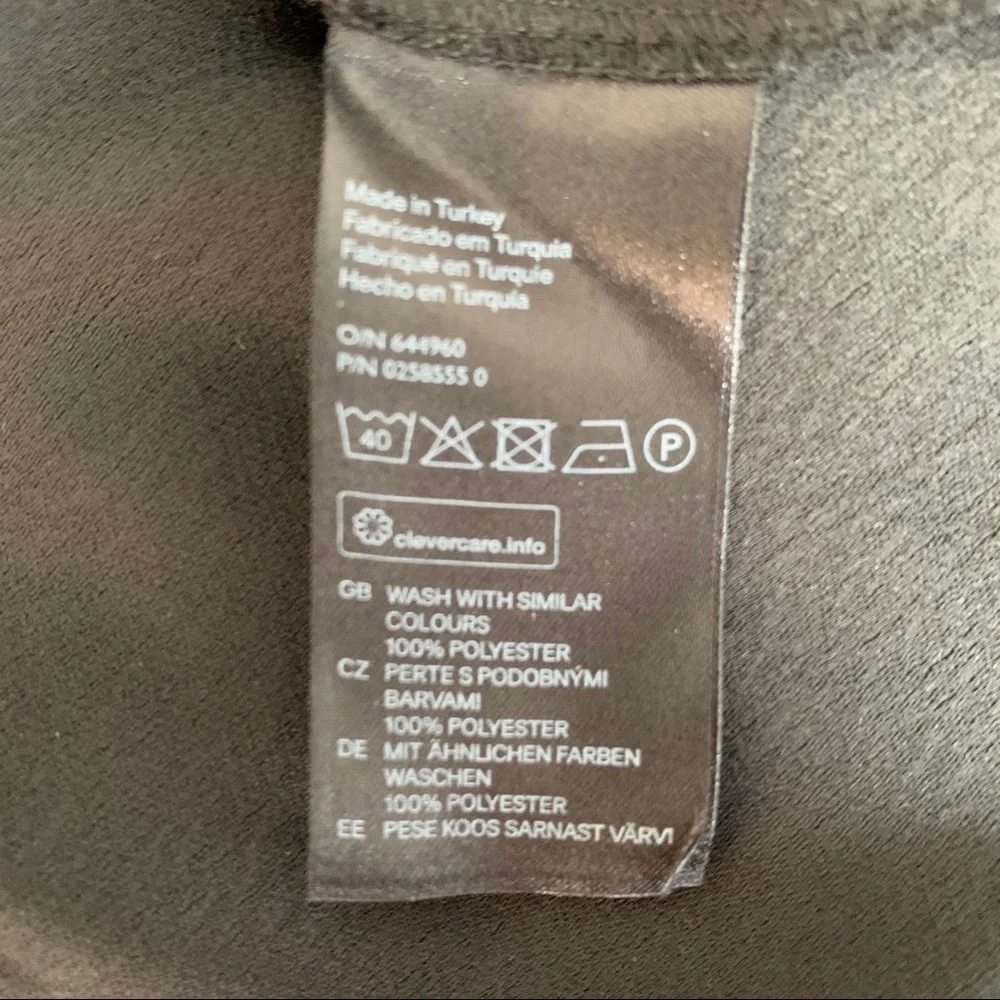 Made in Turkey
Fabricado em Turquia
Fabriqué en Turquie
Hecho en Turquía
O/N 644960
P/N 0258555 0
40
P
clevercare.info
GB WASH WITH SIMILAR
COLOURS
100% POLYESTER
CZ PERTE S PODOBNÝMI
BARVAMI
100% POLYESTER
DE MIT ÄHNLICHEN FARBEN
WASCHEN
100% POLYESTER
EE PESE KOOS SARNAST VÄRVI